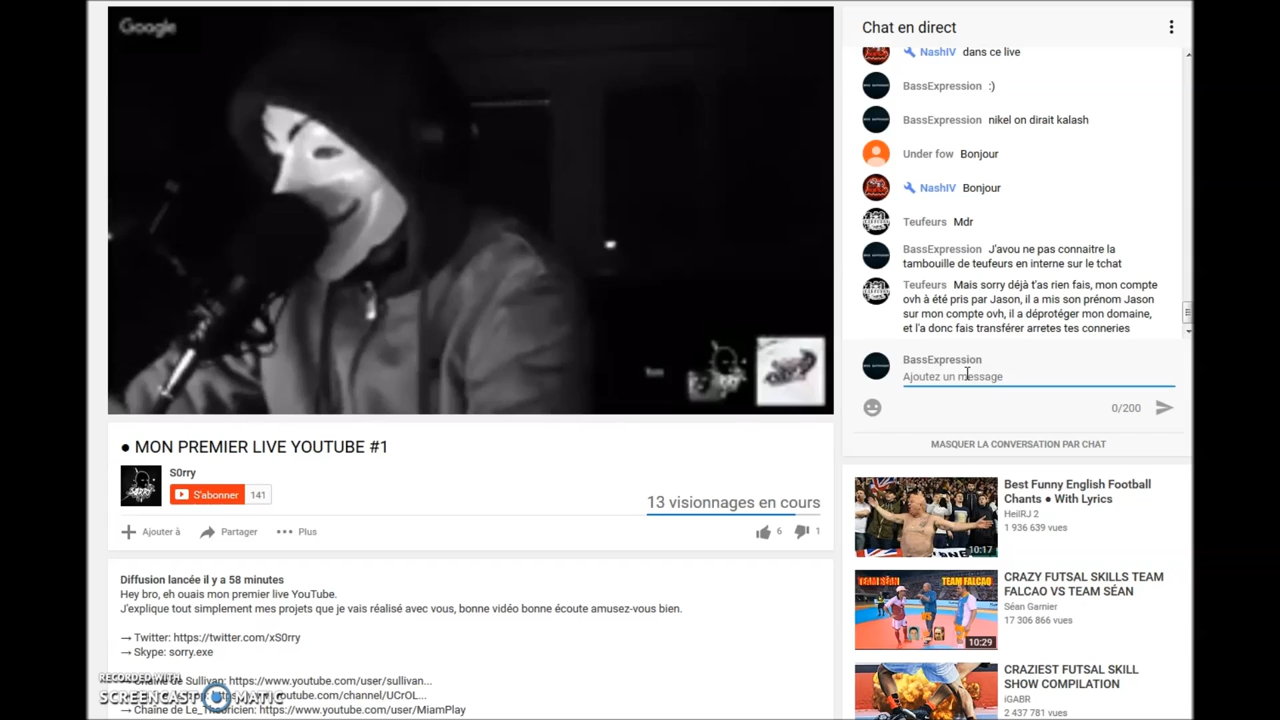 Google
Chat en direct
NashIV dans ce live
BassExpression :)
BassExpression nikel on dirait kalash
Under fow Bonjour
NashIV Bonjour
Teufeurs Mdr
BassExpression J'avou ne pas connaitre la
tambouille de teufeurs en interne sur le tchat
Teufeurs Mais sorry déjà t'as rien fais, mon compte
ovh à été pris par Jason, il a mis son prénom Jason
sur mon compte ovh, il a déprotéger mon domaine,
et l'a donc fais transférer arretes tes conneries
BassExpression
Ajoutez un message
0/200
MASQUER LA CONVERSATION PAR CHAT
● MON PREMIER LIVE YOUTUBE #1
S0rry
S'abonner 141
13 visionnages en cours
Ajouter à Partager Plus
6 1
Diffusion lancée il y a 58 minutes
Hey bro, eh ouais mon premier live YouTube.
J'explique tout simplement mes projets que je vais réalisé avec vous, bonne vidéo bonne écoute amusez-vous bien.
→ Twitter: https://twitter.com/xS0rry
→ Skype: sorry.exe
Chaîne de Sullivan: https://www.youtube.com/user/sullivan...
youtube.com/channel/UCrOL...
→ Chaîne de Le_Theoricien: https://www.youtube.com/user/MiamPlay
RECORDED WITH
SCREENCAST MATIC
Best Funny English Football
Chants ● With Lyrics
HeilRJ 2
1 936 639 vues
10:17
CRAZY FUTSAL SKILLS TEAM
FALCAO VS TEAM SÉAN
Séan Garnier
17 306 866 vues
TEAM SÉAN
TEAM FALCAO
10:29
CRAZIEST FUTSAL SKILL
SHOW COMPILATION
iGABR
2 437 781 vues